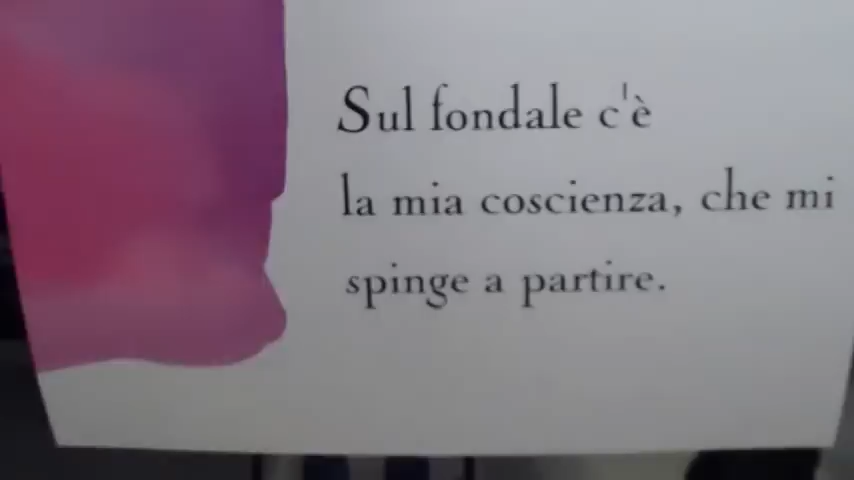 Sul fondale c'è
la mia coscienza, che mi
spinge a partire.